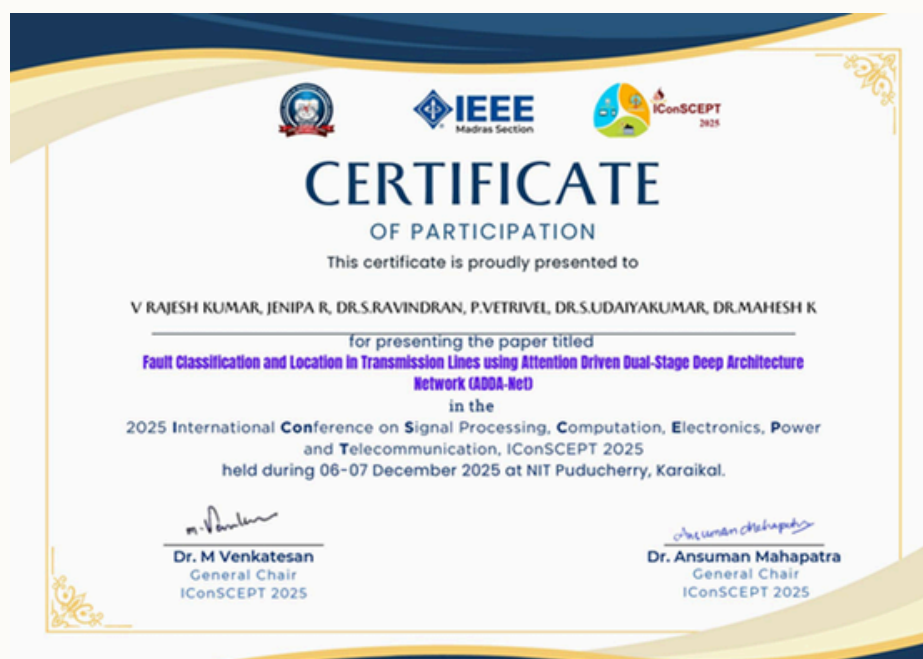 IEEE
Madras Section
IConSCEPT
2025
CERTIFICATE
OF PARTICIPATION
This certificate is proudly presented to
V RAJESH KUMAR, JENIPA R, DR.S.RAVINDRAN, P.VETRIVEL, DR.S.UDAIYAKUMAR, DR.MAHESH K
for presenting the paper titled
Fault Classification and Location in Transmission Lines using Attention Driven Dual-Stage Deep Architecture
Network (ADDA-Net)
in the
2025 International Conference on Signal Processing, Computation, Electronics, Power
and Telecommunication, IConSCEPT 2025
held during 06-07 December 2025 at NIT Puducherry, Karaikal.
M. Venkatesan
Ansuman Mahapatra
Dr. M Venkatesan
General Chair
IConSCEPT 2025
Dr. Ansuman Mahapatra
General Chair
IConSCEPT 2025